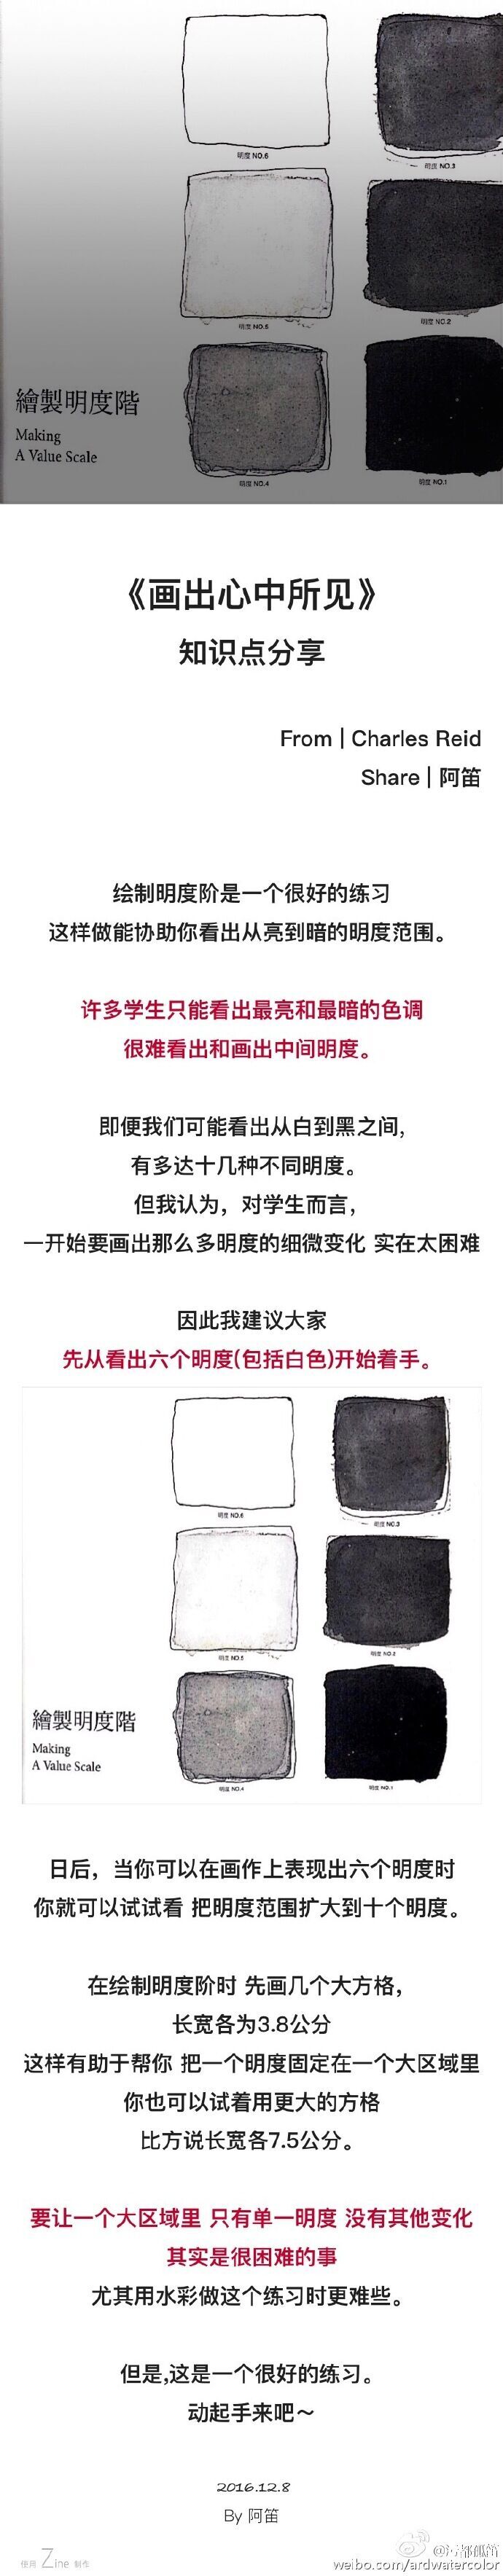 明度 NO.6
明度 NO.3
明度 NO.5
明度 NO.2
繪製明度階
Making
A Value Scale
明度 NO.4
明度 NO.1
《画出心中所见》
知识点分享
From | Charles Reid
Share | 阿笛
绘制明度阶是一个很好的练习
这样做能协助你看出从亮到暗的明度范围。
许多学生只能看出最亮和最暗的色调
很难看出和画出中间明度。
即便我们可能看出从白到黑之间,
有多达十几种不同明度。
但我认为，对学生而言，
一开始要画出那么多明度的细微变化 实在太困难
因此我建议大家
先从看出六个明度(包括白色)开始着手。
明度 NO.6
明度 NO.3
明度 NO.5
明度 NO.2
繪製明度階
Making
A Value Scale
明度 NO.4
明度 NO.1
日后，当你可以在画作上表现出六个明度时
你就可以试试看 把明度范围扩大到十个明度。
在绘制明度阶时 先画几个大方格，
长宽各为3.8公分
这样有助于帮你 把一个明度固定在一个大区域里
你也可以试着用更大的方格
比方说长宽各7.5公分。
要让一个大区域里 只有单一明度 没有其他变化
其实是很困难的事
尤其用水彩做这个练习时更难些。
但是,这是一个很好的练习。
动起手来吧～
2016.12.8
By 阿笛
使用 Zine 制作
weibo.com/ardwatercolor